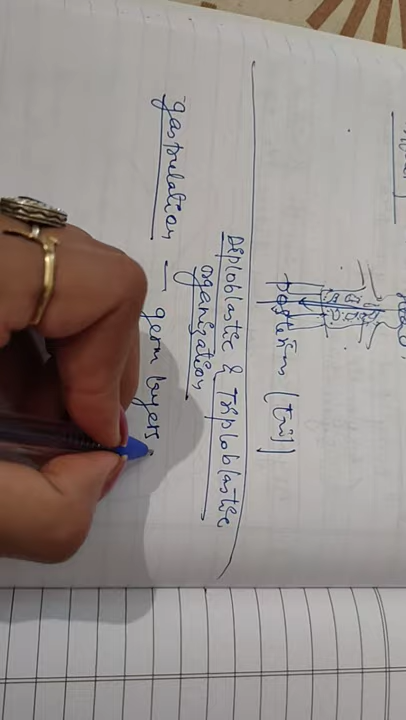 Posterior (tail)
Diploblastic & Triploblastic
organization
gastrulation — germ layers